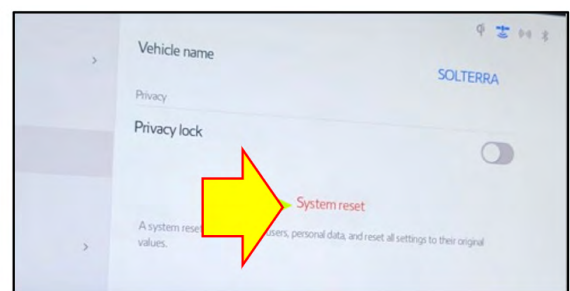 Vehicle name
SOLTERRA
Privacy
Privacy lock
System reset
A system reset users, personal data, and reset all settings to their original
values.